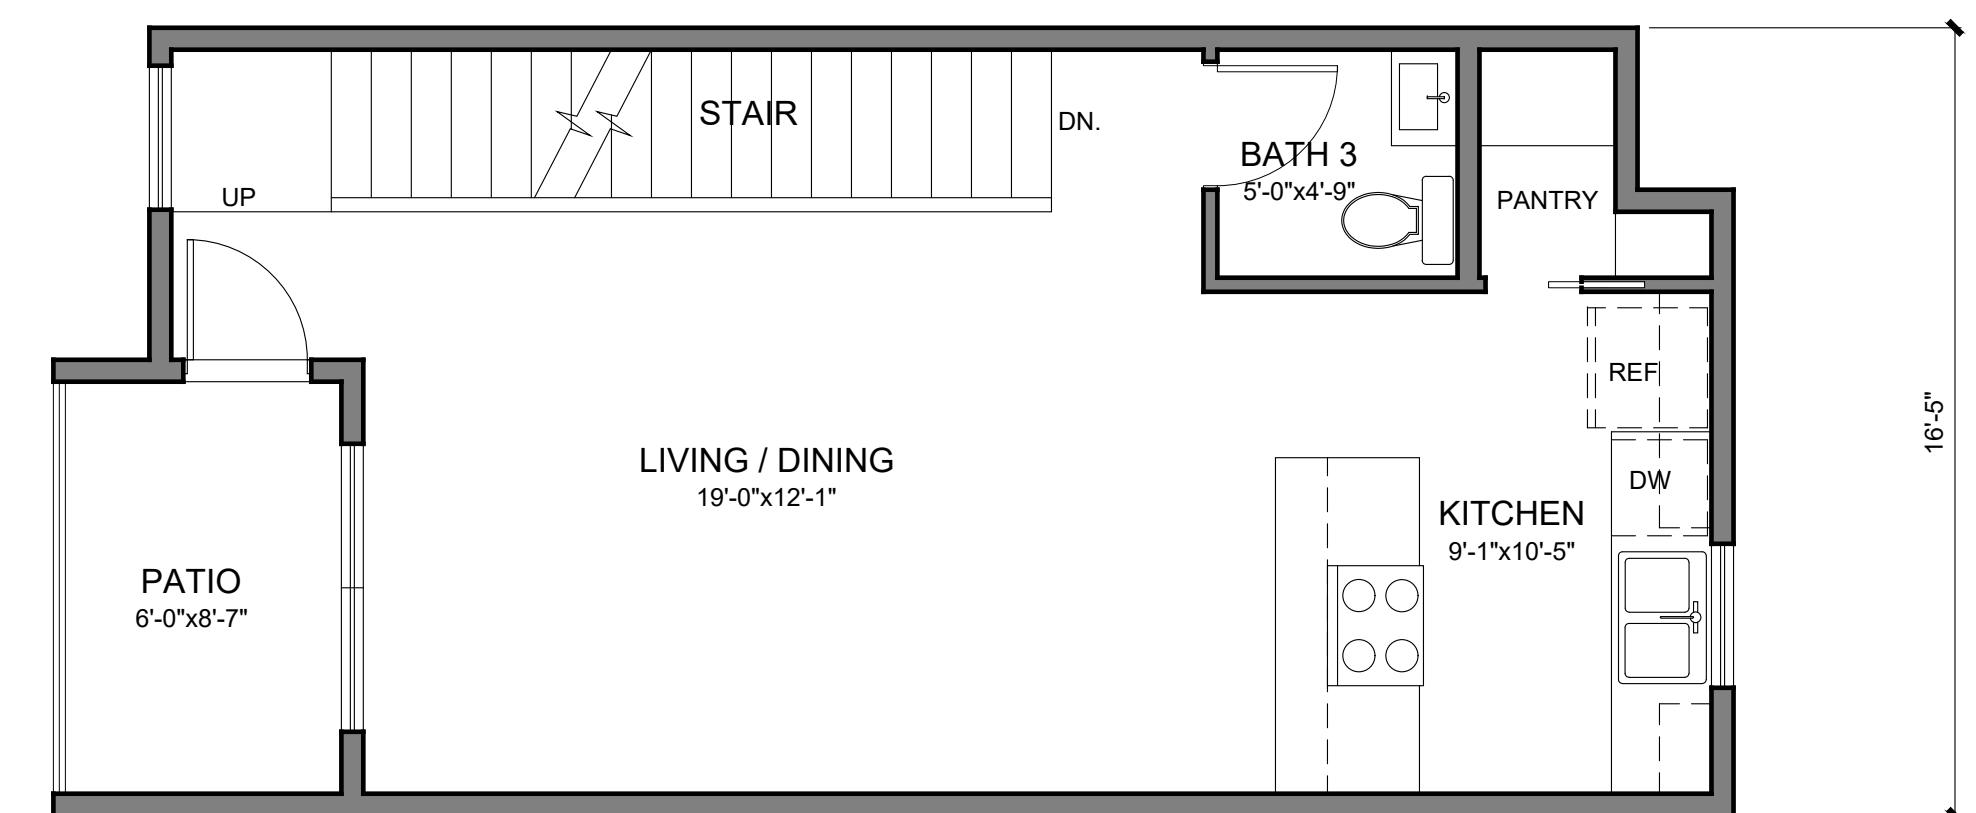 STAIR
DN.
UP
BATH 3
5'-0"x4'-9"
PANTRY
REF
16'-5"
LIVING / DINING
19'-0"x12'-1"
DW
KITCHEN
9'-1"x10'-5"
PATIO
6'-0"x8'-7"